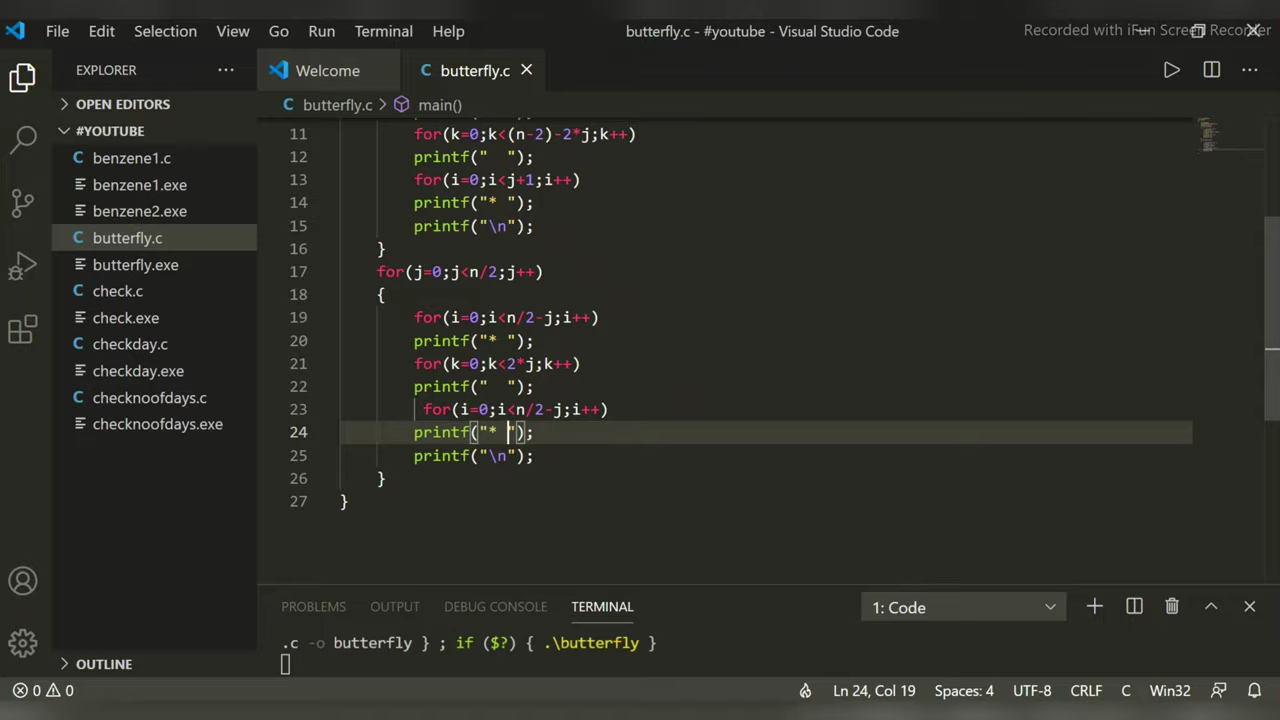 File Edit Selection View Go Run Terminal Help butterfly.c - #youtube - Visual Studio Code Recorded with iFun Screen Recorder
EXPLORER ··· Welcome butterfly.c
butterfly.c > main()
OPEN EDITORS
#YOUTUBE
benzene1.c
benzene1.exe
benzene2.exe
butterfly.c
butterfly.exe
check.c
check.exe
checkday.c
checkday.exe
checknoofdays.c
checknoofdays.exe
OUTLINE
11 for(k=0;k<(n-2)-2*j;k++)
12 printf("  ");
13 for(i=0;i<j+1;i++)
14 printf("* ");
15 printf("\n");
16 }
17 for(j=0;j<n/2;j++)
18 {
19 for(i=0;i<n/2-j;i++)
20 printf("* ");
21 for(k=0;k<2*j;k++)
22 printf("  ");
23 for(i=0;i<n/2-j;i++)
24 printf("* ");
25 printf("\n");
26 }
27 }
PROBLEMS OUTPUT DEBUG CONSOLE TERMINAL 1: Code
.c -o butterfly } ; if ($?) { .\butterfly }
0 0 Ln 24, Col 19 Spaces: 4 UTF-8 CRLF C Win32